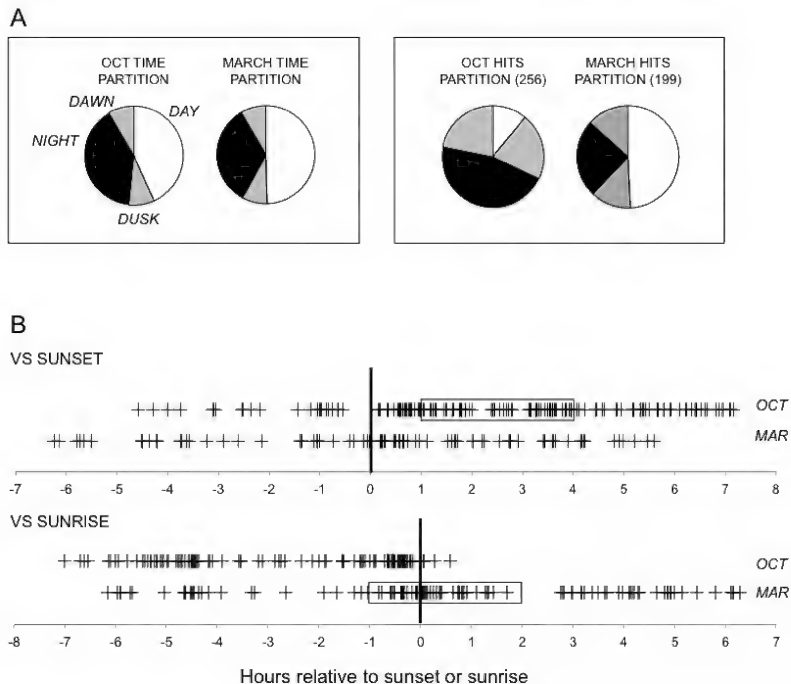 A
OCT TIME PARTITION
MARCH TIME PARTITION
DAWN
DAY
NIGHT
DUSK
OCT HITS PARTITION (256)
MARCH HITS PARTITION (199)
B
VS SUNSET
OCT
MAR
-7 -6 -5 -4 -3 -2 -1 0 1 2 3 4 5 6 7 8
VS SUNRISE
OCT
MAR
-8 -7 -6 -5 -4 -3 -2 -1 0 1 2 3 4 5 6 7
Hours relative to sunset or sunrise